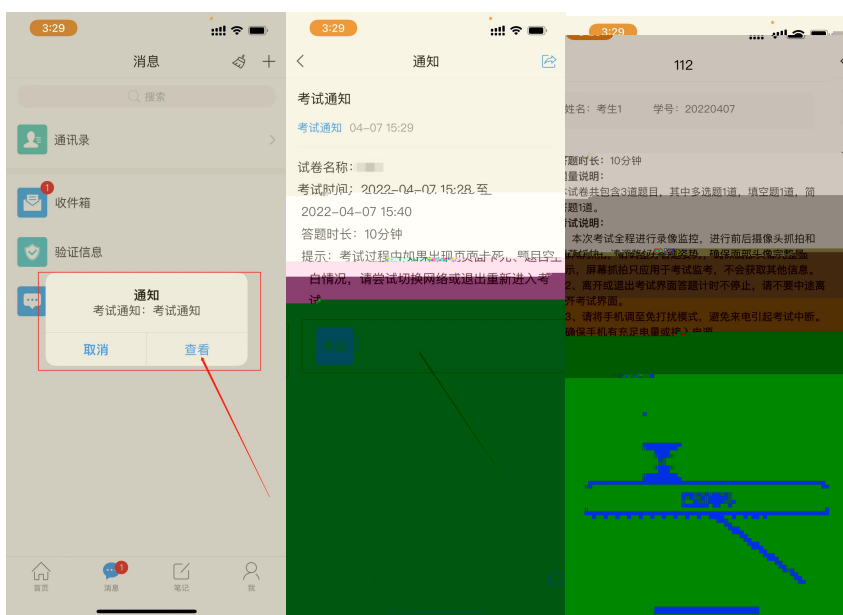 3:29
消息
搜索
通讯录
1
收件箱
验证信息
通知
考试通知：考试通知
取消
查看
首页
1
消息
笔记
我
3:29
通知
考试通知
考试通知 04-07 15:29
试卷名称：
考试时间：2022-04-07 15:28 至
2022-04-07 15:40
答题时长：10分钟
提示：考试过程中如果出现页面卡死、题目空
白情况，请尝试切换网络或退出重新进入考
试
3:29
112
姓名：考生1 学号：20220407
答题时长：10分钟
题量说明：
试卷共包含3道题目，其中多选题1道，填空题1道，简
答题1道。
考试说明：
本次考试全程进行录像监控，进行前后摄像头抓拍和
确保面部头像完整显
示，屏幕抓拍只应用于考试监考，不会获取其他信息。
2、离开或退出考试界面答题计时不停止，请不要中途离
开考试界面。
3、请将手机调至免打扰模式，避免来电引起考试中断。
确保手机有充足电量或接入电源